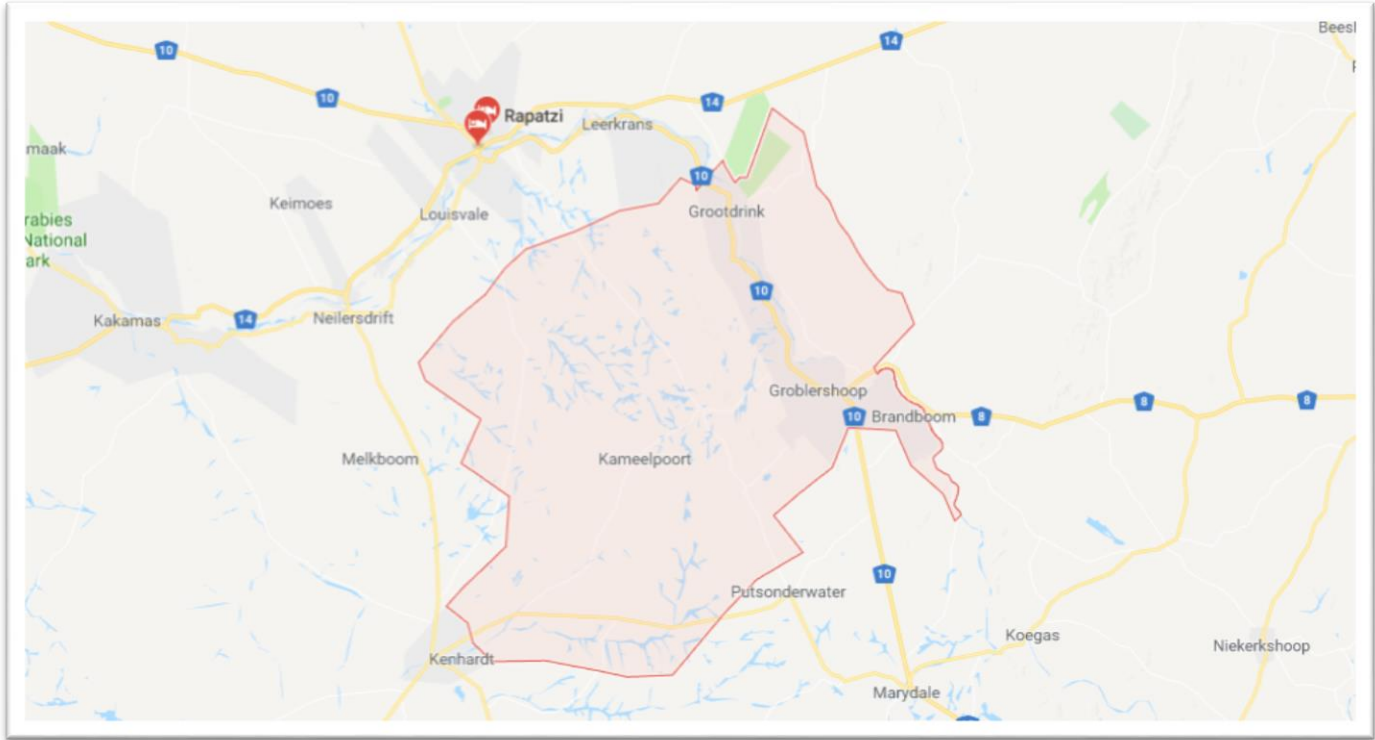 Beesl
14
10
10
14
Rapatzi
Leerkrans
maak
10
Keimoes
Louisvale
Grootdrink
rabies
National
ark
10
Kakamas
14
Neilersdrift
Groblershoop
8
8
10
Brandboom
8
Melkboom
Kameelpoort
10
Putsonderwater
Koegas
Niekerkshoop
Kenhardt
Marydale